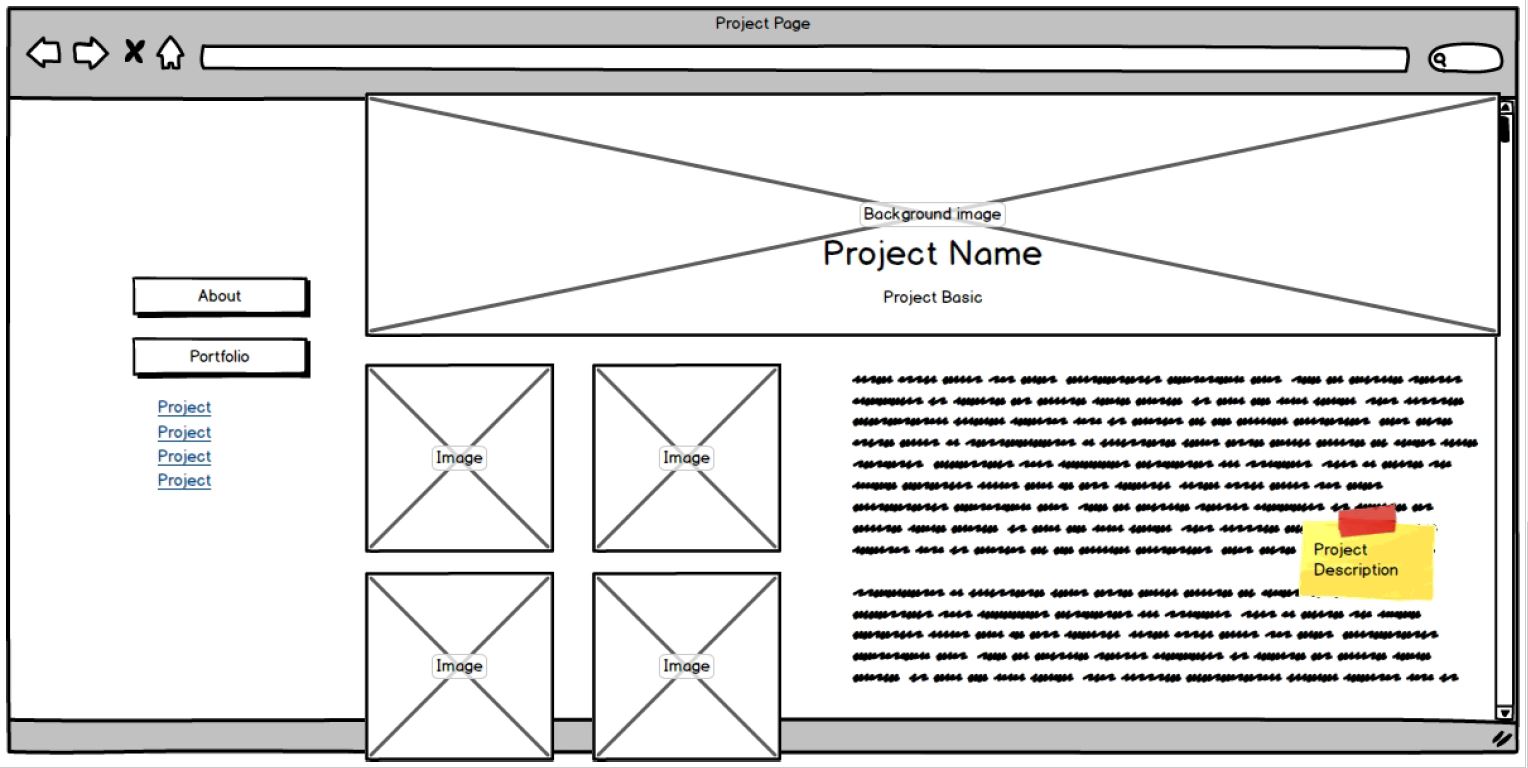 Project Page
Background image
Project Name
Project Basic
About
Portfolio
Project
Project
Project
Project
Image
Image
Image
Image
Project
Description